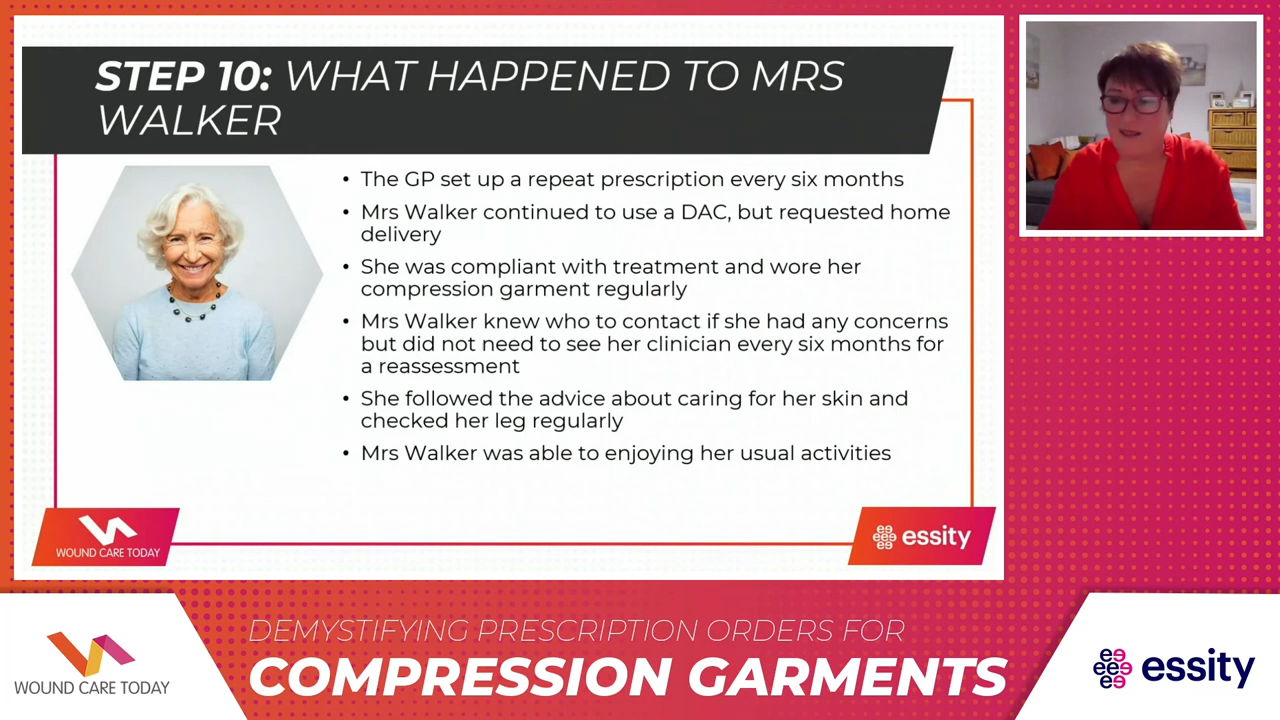 STEP 10: WHAT HAPPENED TO MRS
WALKER
• The GP set up a repeat prescription every six months
• Mrs Walker continued to use a DAC, but requested home
delivery
• She was compliant with treatment and wore her
compression garment regularly
• Mrs Walker knew who to contact if she had any concerns
but did not need to see her clinician every six months for
a reassessment
• She followed the advice about caring for her skin and
checked her leg regularly
• Mrs Walker was able to enjoying her usual activities
WOUND CARE TODAY
essity
DEMYSTIFYING PRESCRIPTION ORDERS FOR
COMPRESSION GARMENTS
WOUND CARE TODAY
essity